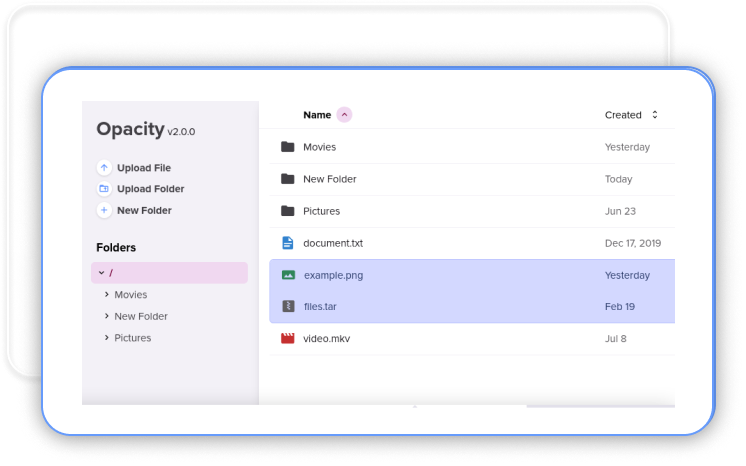 Opacity v2.0.0
Upload File
Upload Folder
New Folder
Folders
/
Movies
New Folder
Pictures
Name Created
Movies Yesterday
New Folder Today
Pictures Jun 23
document.txt Dec 17, 2019
example.png Yesterday
files.tar Feb 19
video.mkv Jul 8